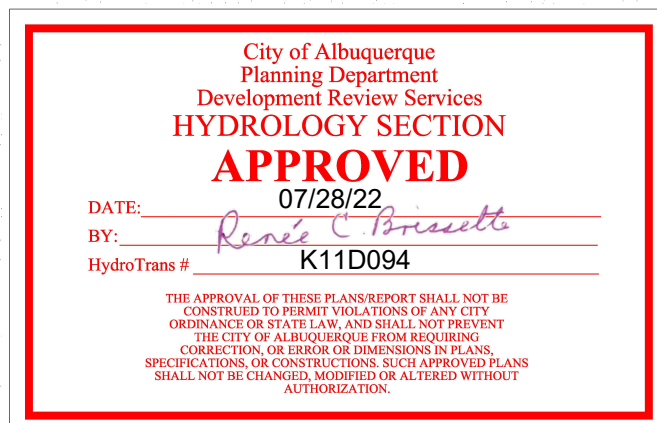 City of Albuquerque
Planning Department
Development Review Services
HYDROLOGY SECTION
APPROVED
DATE: 07/28/22
BY: Renée C. Brissette
HydroTrans # K11D094
THE APPROVAL OF THESE PLANS/REPORT SHALL NOT BE
CONSTRUED TO PERMIT VIOLATIONS OF ANY CITY
ORDINANCE OR STATE LAW, AND SHALL NOT PREVENT
THE CITY OF ALBUQUERQUE FROM REQUIRING
CORRECTION, OR ERROR OR DIMENSIONS IN PLANS,
SPECIFICATIONS, OR CONSTRUCTIONS. SUCH APPROVED PLANS
SHALL NOT BE CHANGED, MODIFIED OR ALTERED WITHOUT
AUTHORIZATION.